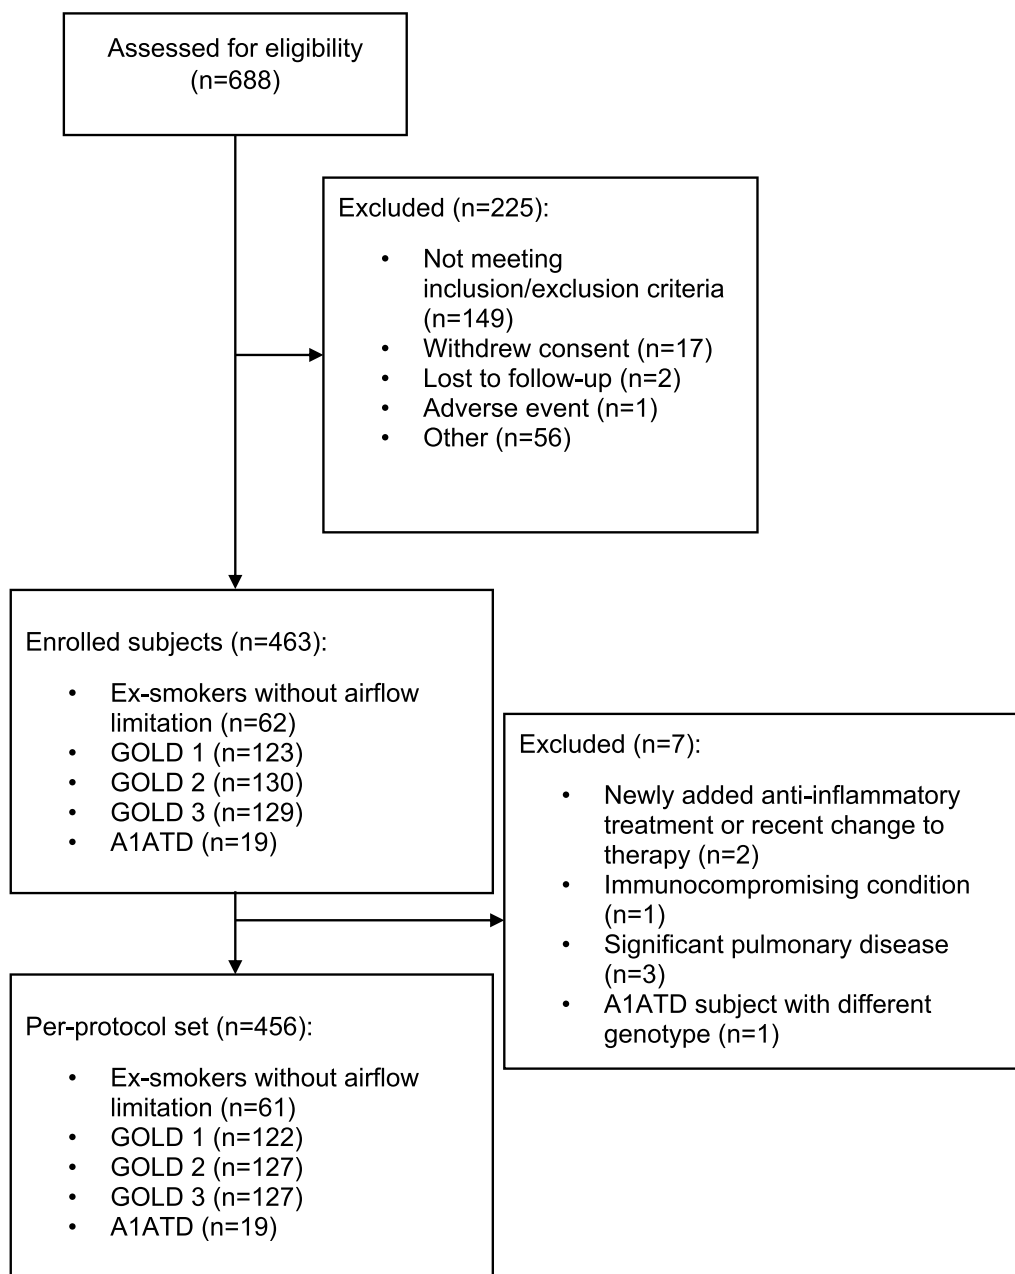 Assessed for eligibility
(n=688)
Excluded (n=225):
• Not meeting
inclusion/exclusion criteria
(n=149)
• Withdrew consent (n=17)
• Lost to follow-up (n=2)
• Adverse event (n=1)
• Other (n=56)
Enrolled subjects (n=463):
• Ex-smokers without airflow
limitation (n=62)
• GOLD 1 (n=123)
• GOLD 2 (n=130)
• GOLD 3 (n=129)
• A1ATD (n=19)
Excluded (n=7):
• Newly added anti-inflammatory
treatment or recent change to
therapy (n=2)
• Immunocompromising condition
(n=1)
• Significant pulmonary disease
(n=3)
• A1ATD subject with different
genotype (n=1)
Per-protocol set (n=456):
• Ex-smokers without airflow
limitation (n=61)
• GOLD 1 (n=122)
• GOLD 2 (n=127)
• GOLD 3 (n=127)
• A1ATD (n=19)